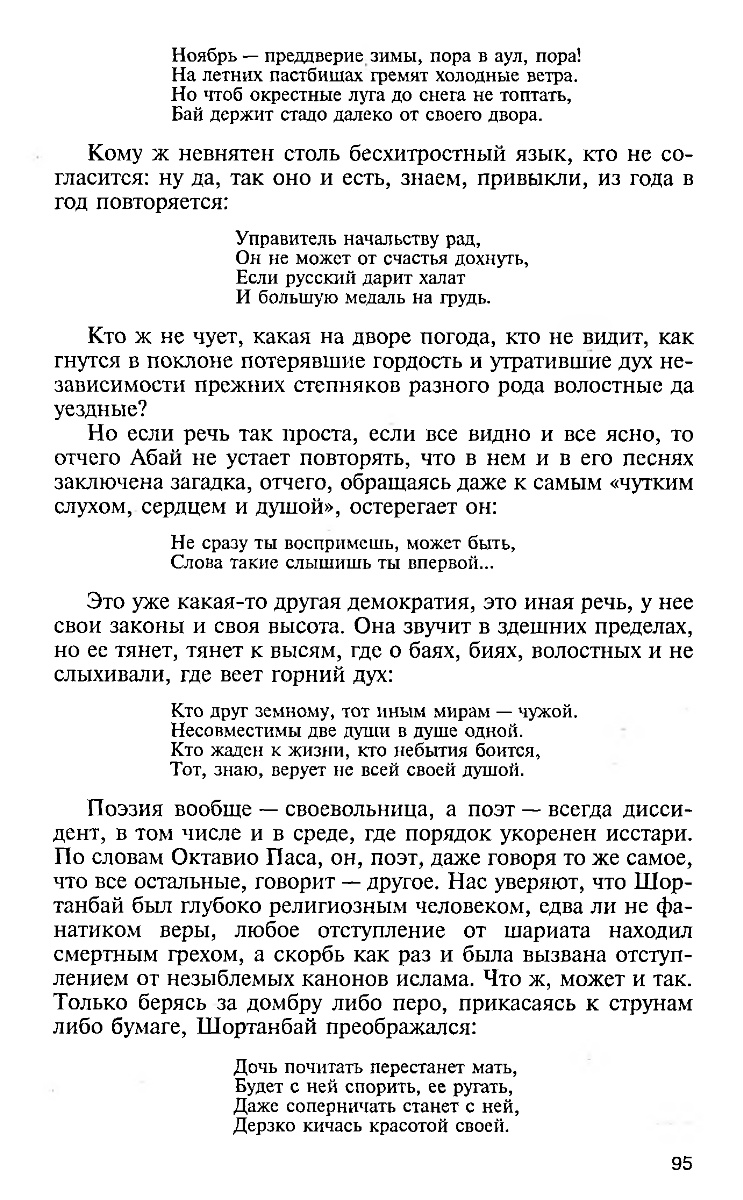 Ноябрь — преддверие зимы, пора в аул, пора!
На летних пастбищах гремят холодные ветра.
Но чтоб окрестные луга до снега не топтать,
Бай держит стадо далеко от своего двора.
Кому ж невнятен столь бесхитростный язык, кто не со-
гласится: ну да, так оно и есть, знаем, привыкли, из года в
год повторяется:
Управитель начальству рад,
Он не может от счастья дохнуть,
Если русский дарит халат
И большую медаль на грудь.
Кто ж не чует, какая на дворе погода, кто не видит, как
гнутся в поклоне потерявшие гордость и утратившие дух не-
зависимости прежних степняков разного рода волостные да
уездные?
Но если речь так проста, если все видно и все ясно, то
отчего Абай не устает повторять, что в нем и в его песнях
заключена загадка, отчего, обращаясь даже к самым «чутким
слухом, сердцем и душой», остерегает он:
Не сразу ты воспримешь, может быть,
Слова такие слышишь ты впервой...
Это уже какая-то другая демократия, это иная речь, у нее
свои законы и своя высота. Она звучит в здешних пределах,
но ее тянет, тянет к высям, где о баях, биях, волостных и не
слыхивали, где веет горний дух:
Кто друг земному, тот иным мирам — чужой.
Несовместимы две души в душе одной.
Кто жаден к жизни, кто небытия боится,
Тот, знаю, верует не всей своей душой.
Поэзия вообще — своевольница, а поэт — всегда дисси-
дент, в том числе и в среде, где порядок укоренен исстари.
По словам Октавио Паса, он, поэт, даже говоря то же самое,
что все остальные, говорит — другое. Нас уверяют, что Шор-
танбай был глубоко религиозным человеком, едва ли не фа-
натиком веры, любое отступление от шариата находил
смертным грехом, а скорбь как раз и была вызвана отступ-
лением от незыблемых канонов ислама. Что ж, может и так.
Только берясь за домбру либо перо, прикасаясь к струнам
либо бумаге, Шортанбай преображался:
Дочь почитать перестанет мать,
Будет с ней спорить, ее ругать,
Даже соперничать станет с ней,
Дерзко кичась красотой своей.
95